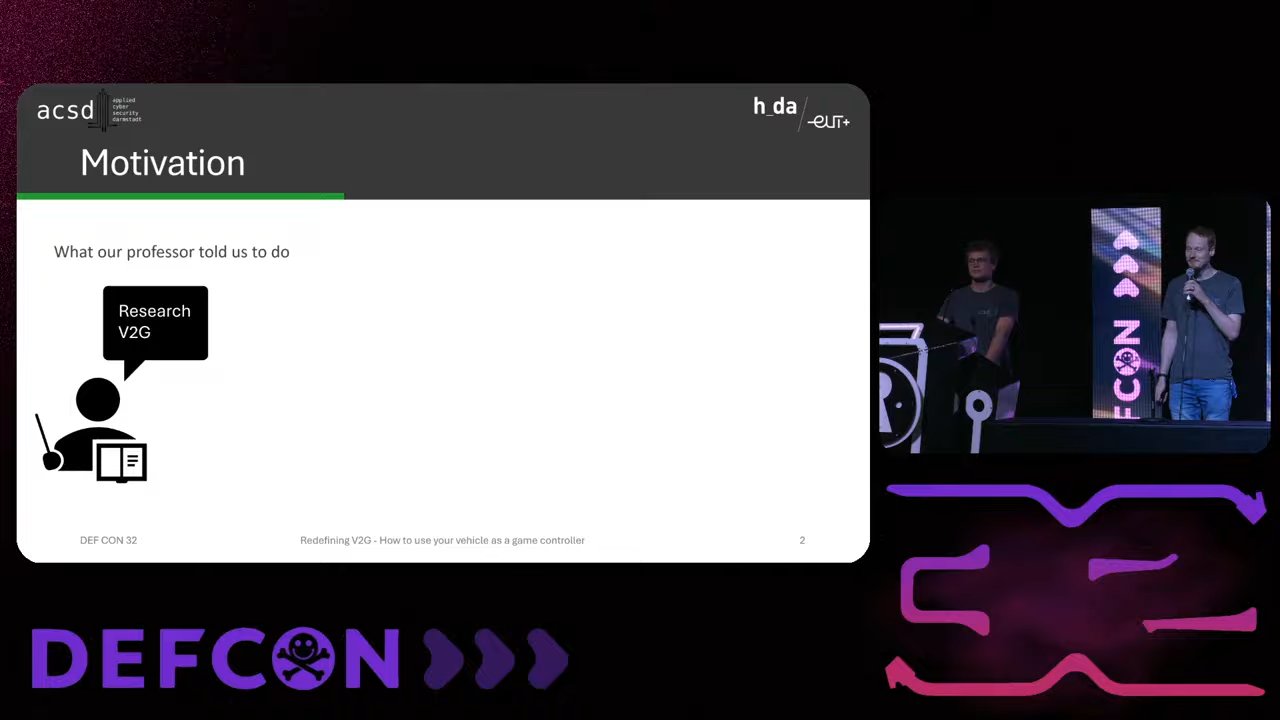 acsd
applied
cyber
security
darmstadt
h_da
eut+
Motivation
What our professor told us to do
Research
V2G
DEF CON 32
Redefining V2G - How to use your vehicle as a game controller
2
FCON
DEFCON